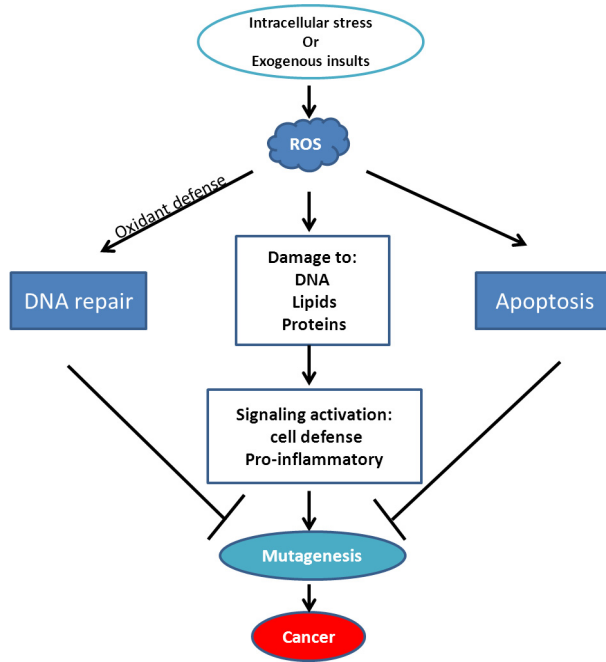 Intracellular stress
Or
Exogenous insults
ROS
Oxidant defense
Damage to:
DNA
Lipids
Proteins
DNA repair
Apoptosis
Signaling activation:
cell defense
Pro-inflammatory
Mutagenesis
Cancer